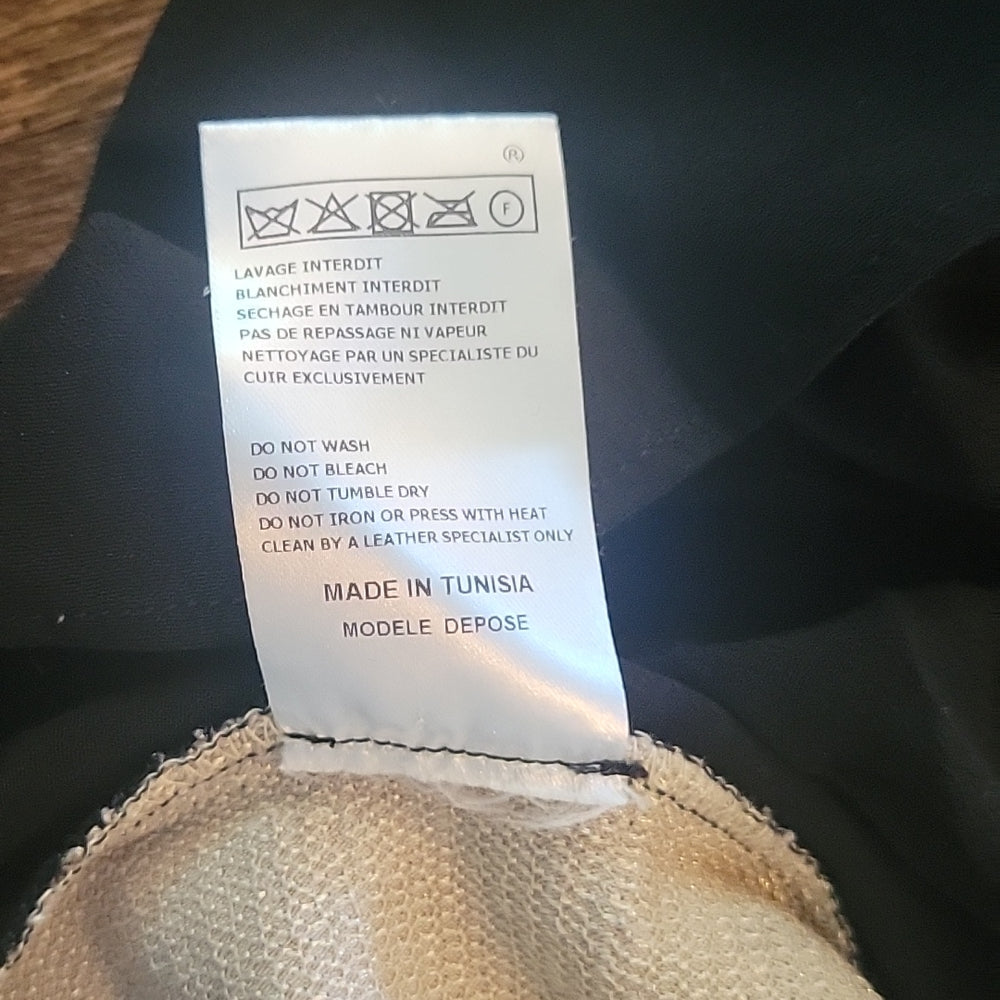 ®
F
LAVAGE INTERDIT
BLANCHIMENT INTERDIT
SECHAGE EN TAMBOUR INTERDIT
PAS DE REPASSAGE NI VAPEUR
NETTOYAGE PAR UN SPECIALISTE DU
CUIR EXCLUSIVEMENT
DO NOT WASH
DO NOT BLEACH
DO NOT TUMBLE DRY
DO NOT IRON OR PRESS WITH HEAT
CLEAN BY A LEATHER SPECIALIST ONLY
MADE IN TUNISIA
MODELE DEPOSE